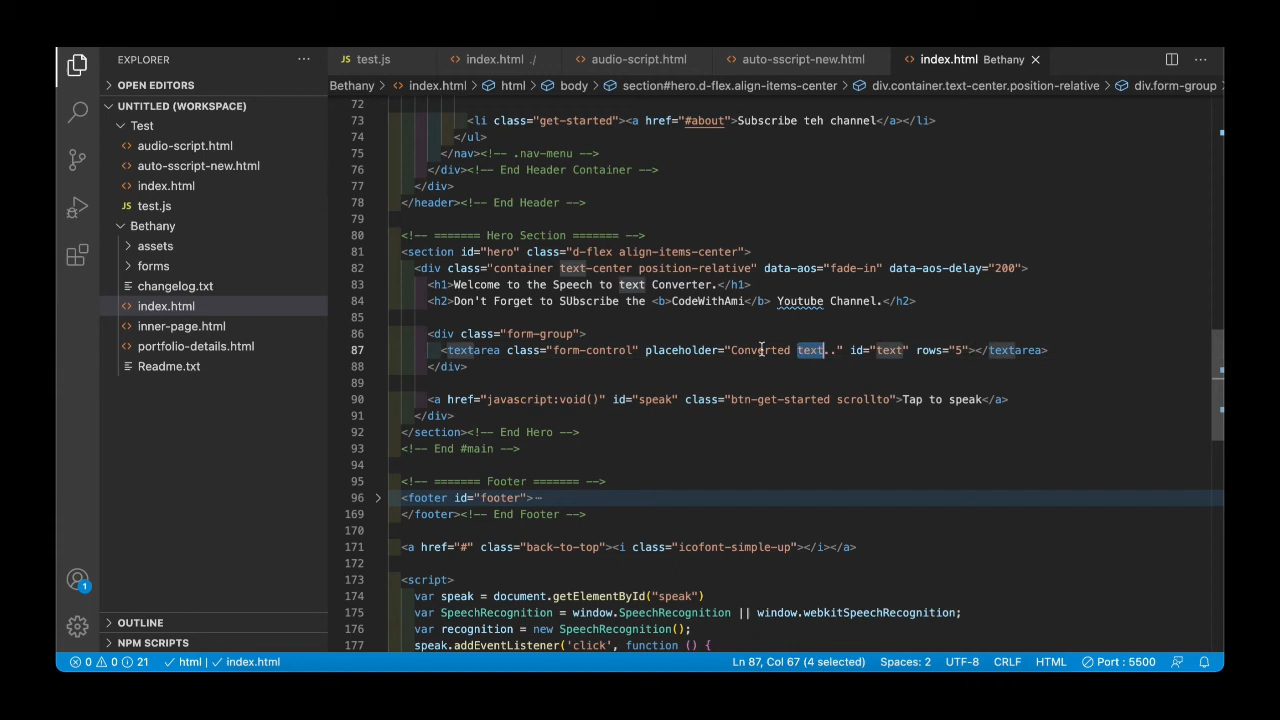 EXPLORER
OPEN EDITORS
UNTITLED (WORKSPACE)
Test
audio-script.html
auto-sscript-new.html
index.html
test.js
Bethany
assets
forms
changelog.txt
index.html
inner-page.html
portfolio-details.html
Readme.txt
OUTLINE
NPM SCRIPTS
1
test.js
index.html ./
audio-script.html
auto-sscript-new.html
index.html Bethany
Bethany > index.html > html > body > section#hero.d-flex.align-items-center > div.container.text-center.position-relative > div.form-group >
72
73 <li class="get-started"><a href="#about">Subscribe teh channel</a></li>
74 </ul>
75 </nav><!-- .nav-menu -->
76 </div><!-- End Header Container -->
77 </div>
78 </header><!-- End Header -->
79
80 <!-- ======= Hero Section ======= -->
81 <section id="hero" class="d-flex align-items-center">
82 <div class="container text-center position-relative" data-aos="fade-in" data-aos-delay="200">
83 <h1>Welcome to the Speech to text Converter.</h1>
84 <h2>Don't Forget to SUbscribe the <b>CodeWithAmi</b> Youtube Channel.</h2>
85
86 <div class="form-group">
87 <textarea class="form-control" placeholder="Converted text.." id="text" rows="5"></textarea>
88 </div>
89
90 <a href="javascript:void()" id="speak" class="btn-get-started scrollto">Tap to speak</a>
91 </div>
92 </section><!-- End Hero -->
93 <!-- End #main -->
94
95 <!-- ======= Footer ======= -->
96 <footer id="footer">⋯
169 </footer><!-- End Footer -->
170
171 <a href="#" class="back-to-top"><i class="icofont-simple-up"></i></a>
172
173 <script>
174 var speak = document.getElementById("speak")
175 var SpeechRecognition = window.SpeechRecognition || window.webkitSpeechRecognition;
176 var recognition = new SpeechRecognition();
177 speak.addEventListener('click', function () {
0 0 21 html index.html Ln 87, Col 67 (4 selected) Spaces: 2 UTF-8 CRLF HTML Port : 5500